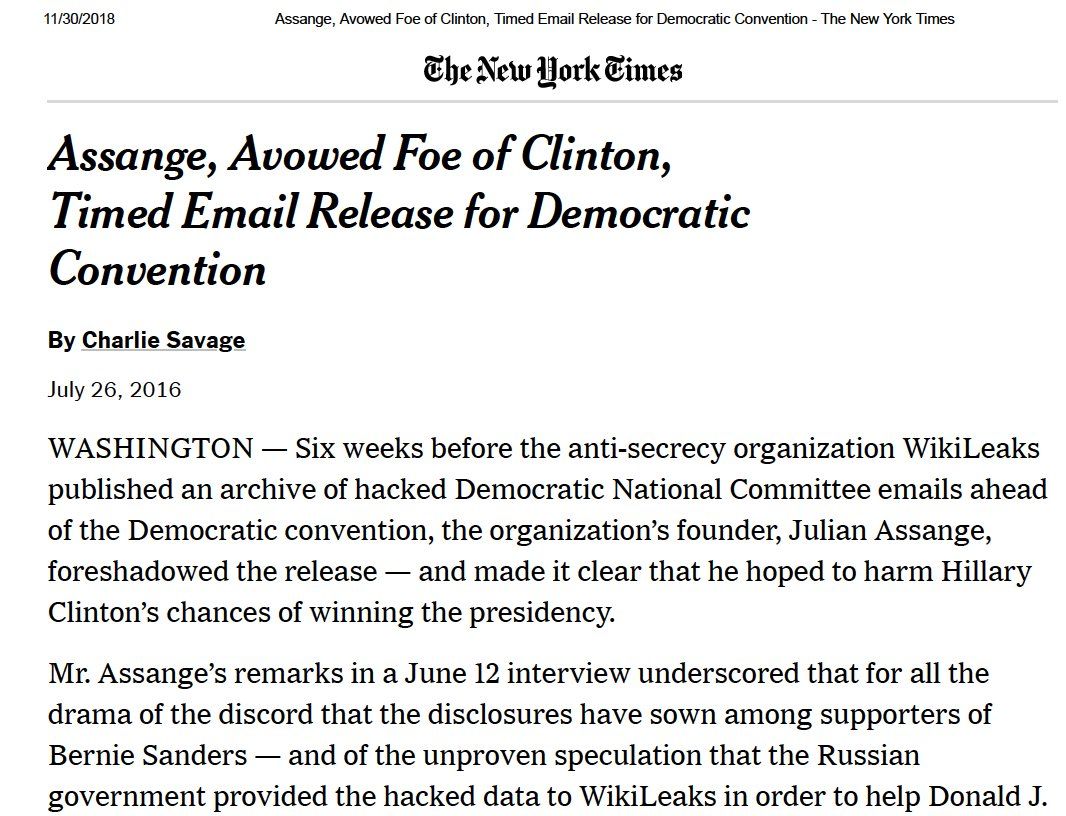 11/30/2018 Assange, Avowed Foe of Clinton, Timed Email Release for Democratic Convention - The New York Times
The New York Times
Assange, Avowed Foe of Clinton,
Timed Email Release for Democratic
Convention
By Charlie Savage
July 26, 2016
WASHINGTON — Six weeks before the anti-secrecy organization WikiLeaks
published an archive of hacked Democratic National Committee emails ahead
of the Democratic convention, the organization’s founder, Julian Assange,
foreshadowed the release — and made it clear that he hoped to harm Hillary
Clinton’s chances of winning the presidency.
Mr. Assange’s remarks in a June 12 interview underscored that for all the
drama of the discord that the disclosures have sown among supporters of
Bernie Sanders — and of the unproven speculation that the Russian
government provided the hacked data to WikiLeaks in order to help Donald J.